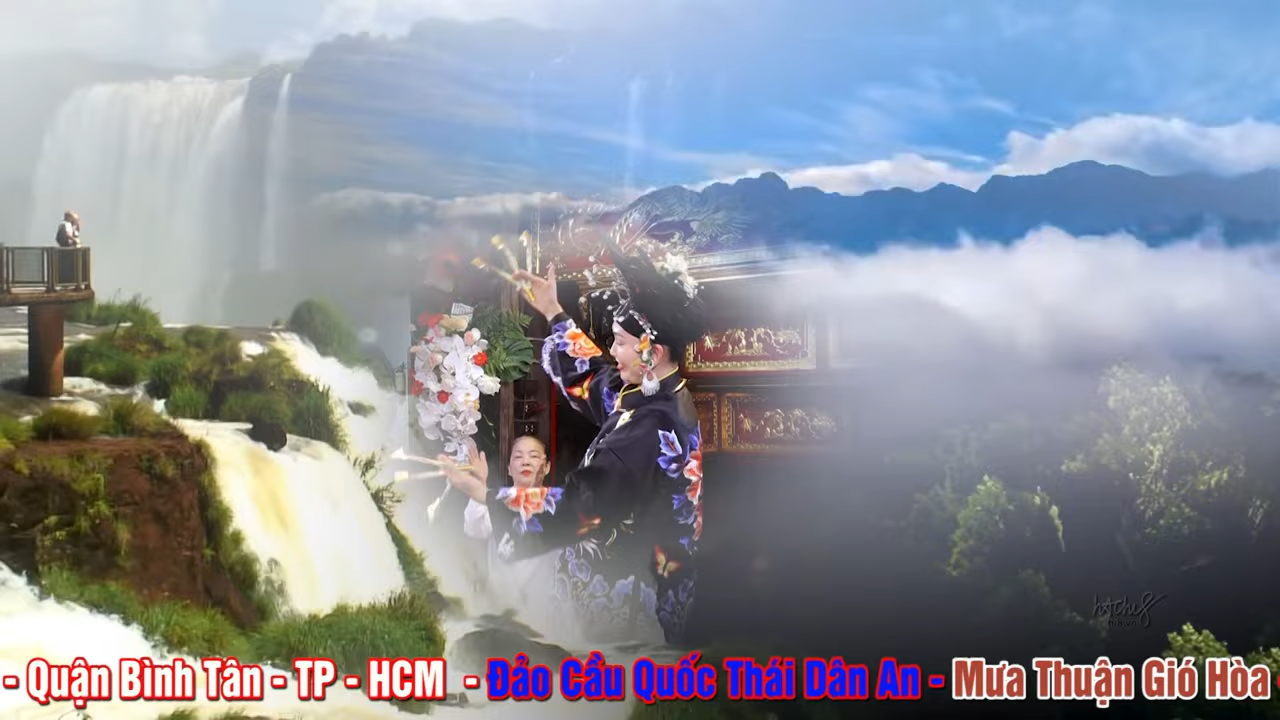 - Quận Bình Tân - TP - HCM - Đảo Cầu Quốc Thái Dân An - Mưa Thuận Gió Hòa -